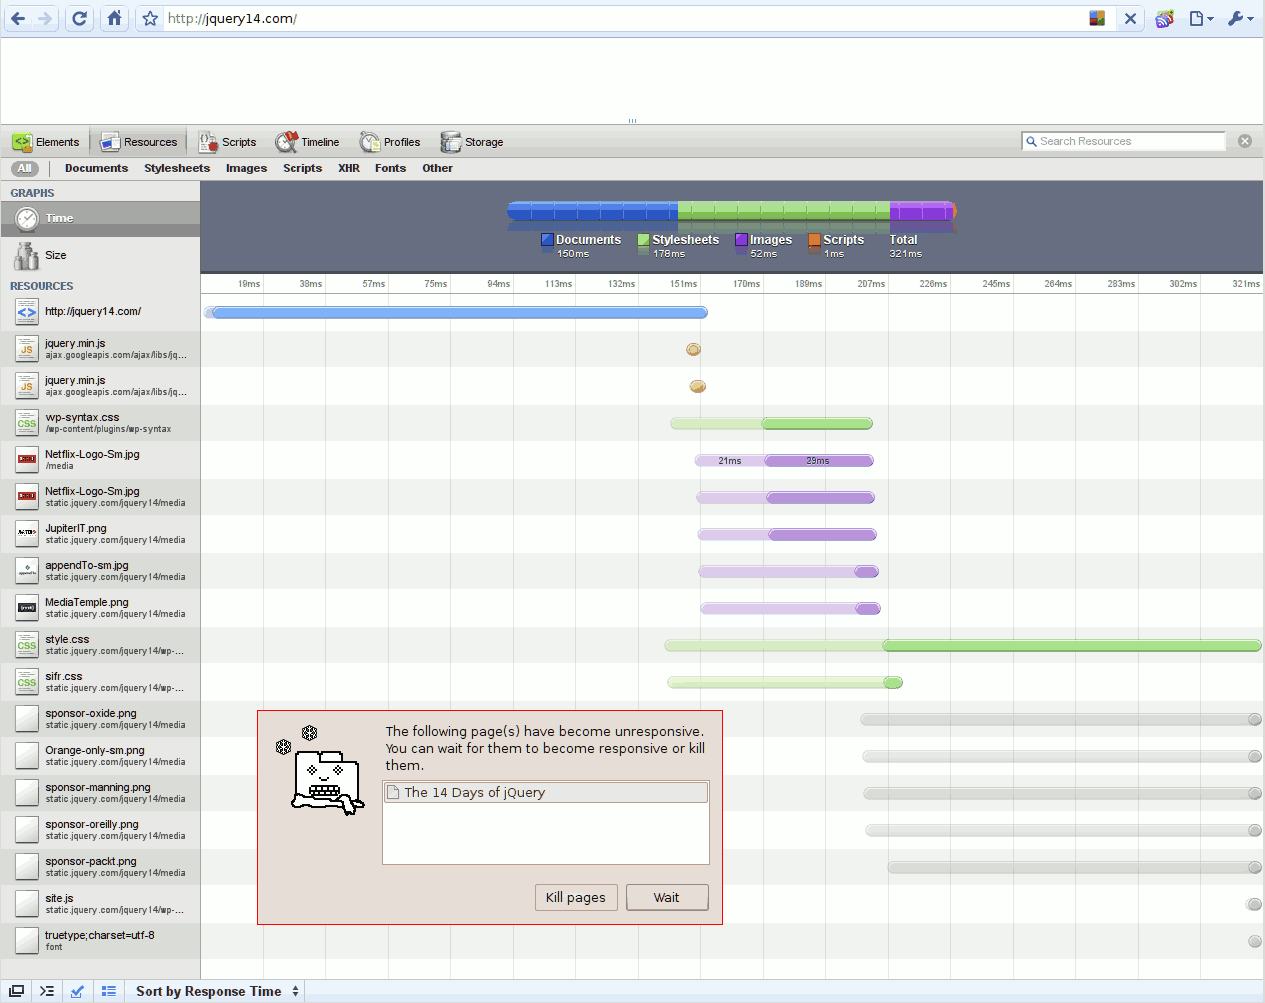 http://jquery14.com/
Elements Resources Scripts Timeline Profiles Storage Search Resources
All Documents Stylesheets Images Scripts XHR Fonts Other
GRAPHS
Time
Size
Documents Stylesheets Images Scripts Total
150ms 178ms 52ms 1ms 321ms
RESOURCES
19ms 38ms 57ms 75ms 94ms 113ms 132ms 151ms 170ms 189ms 207ms 226ms 245ms 264ms 283ms 302ms 321ms
http://jquery14.com/
jquery.min.js
ajax.googleapis.com/ajax/libs/jq...
jquery.min.js
ajax.googleapis.com/ajax/libs/jq...
wp-syntax.css
/wp-content/plugins/wp-syntax
Netflix-Logo-Sm.jpg
/media
21ms 29ms
Netflix-Logo-Sm.jpg
static.jquery.com/jquery14/media
JupiterIT.png
static.jquery.com/jquery14/media
appendTo-sm.jpg
static.jquery.com/jquery14/media
MediaTemple.png
static.jquery.com/jquery14/media
style.css
static.jquery.com/jquery14/wp-...
sifr.css
static.jquery.com/jquery14/wp-...
sponsor-oxide.png
static.jquery.com/jquery14/media
Orange-only-sm.png
static.jquery.com/jquery14/media
sponsor-manning.png
static.jquery.com/jquery14/media
sponsor-oreilly.png
static.jquery.com/jquery14/media
sponsor-packt.png
static.jquery.com/jquery14/media
site.js
static.jquery.com/jquery14/wp-...
truetype;charset=utf-8
font
The following page(s) have become unresponsive.
You can wait for them to become responsive or kill
them.
The 14 Days of jQuery
Kill pages Wait
Sort by Response Time